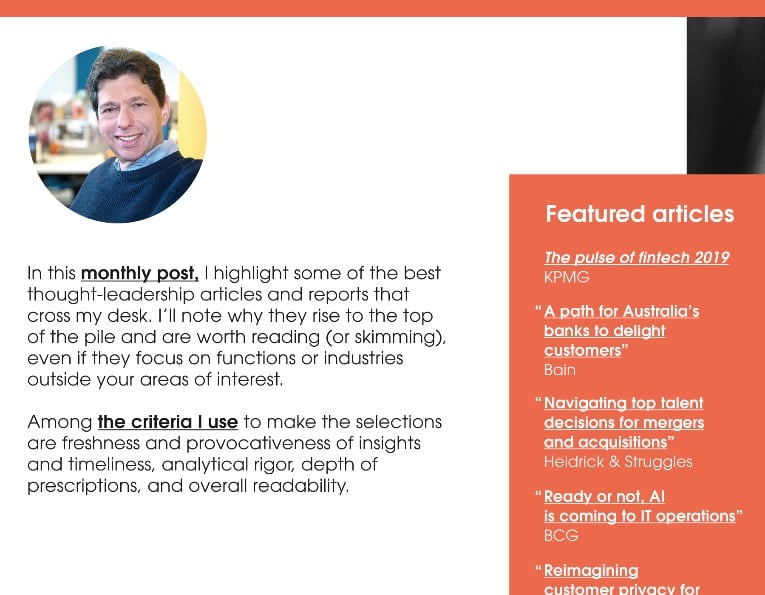 In this monthly post, I highlight some of the best
thought-leadership articles and reports that
cross my desk. I’ll note why they rise to the top
of the pile and are worth reading (or skimming),
even if they focus on functions or industries
outside your areas of interest.
Among the criteria I use to make the selections
are freshness and provocativeness of insights
and timeliness, analytical rigor, depth of
prescriptions, and overall readability.
Featured articles
The pulse of fintech 2019
KPMG
“A path for Australia’s
banks to delight
customers”
Bain
“Navigating top talent
decisions for mergers
and acquisitions”
Heidrick & Struggles
“Ready or not, AI
is coming to IT operations”
BCG
“Reimagining
customer privacy for